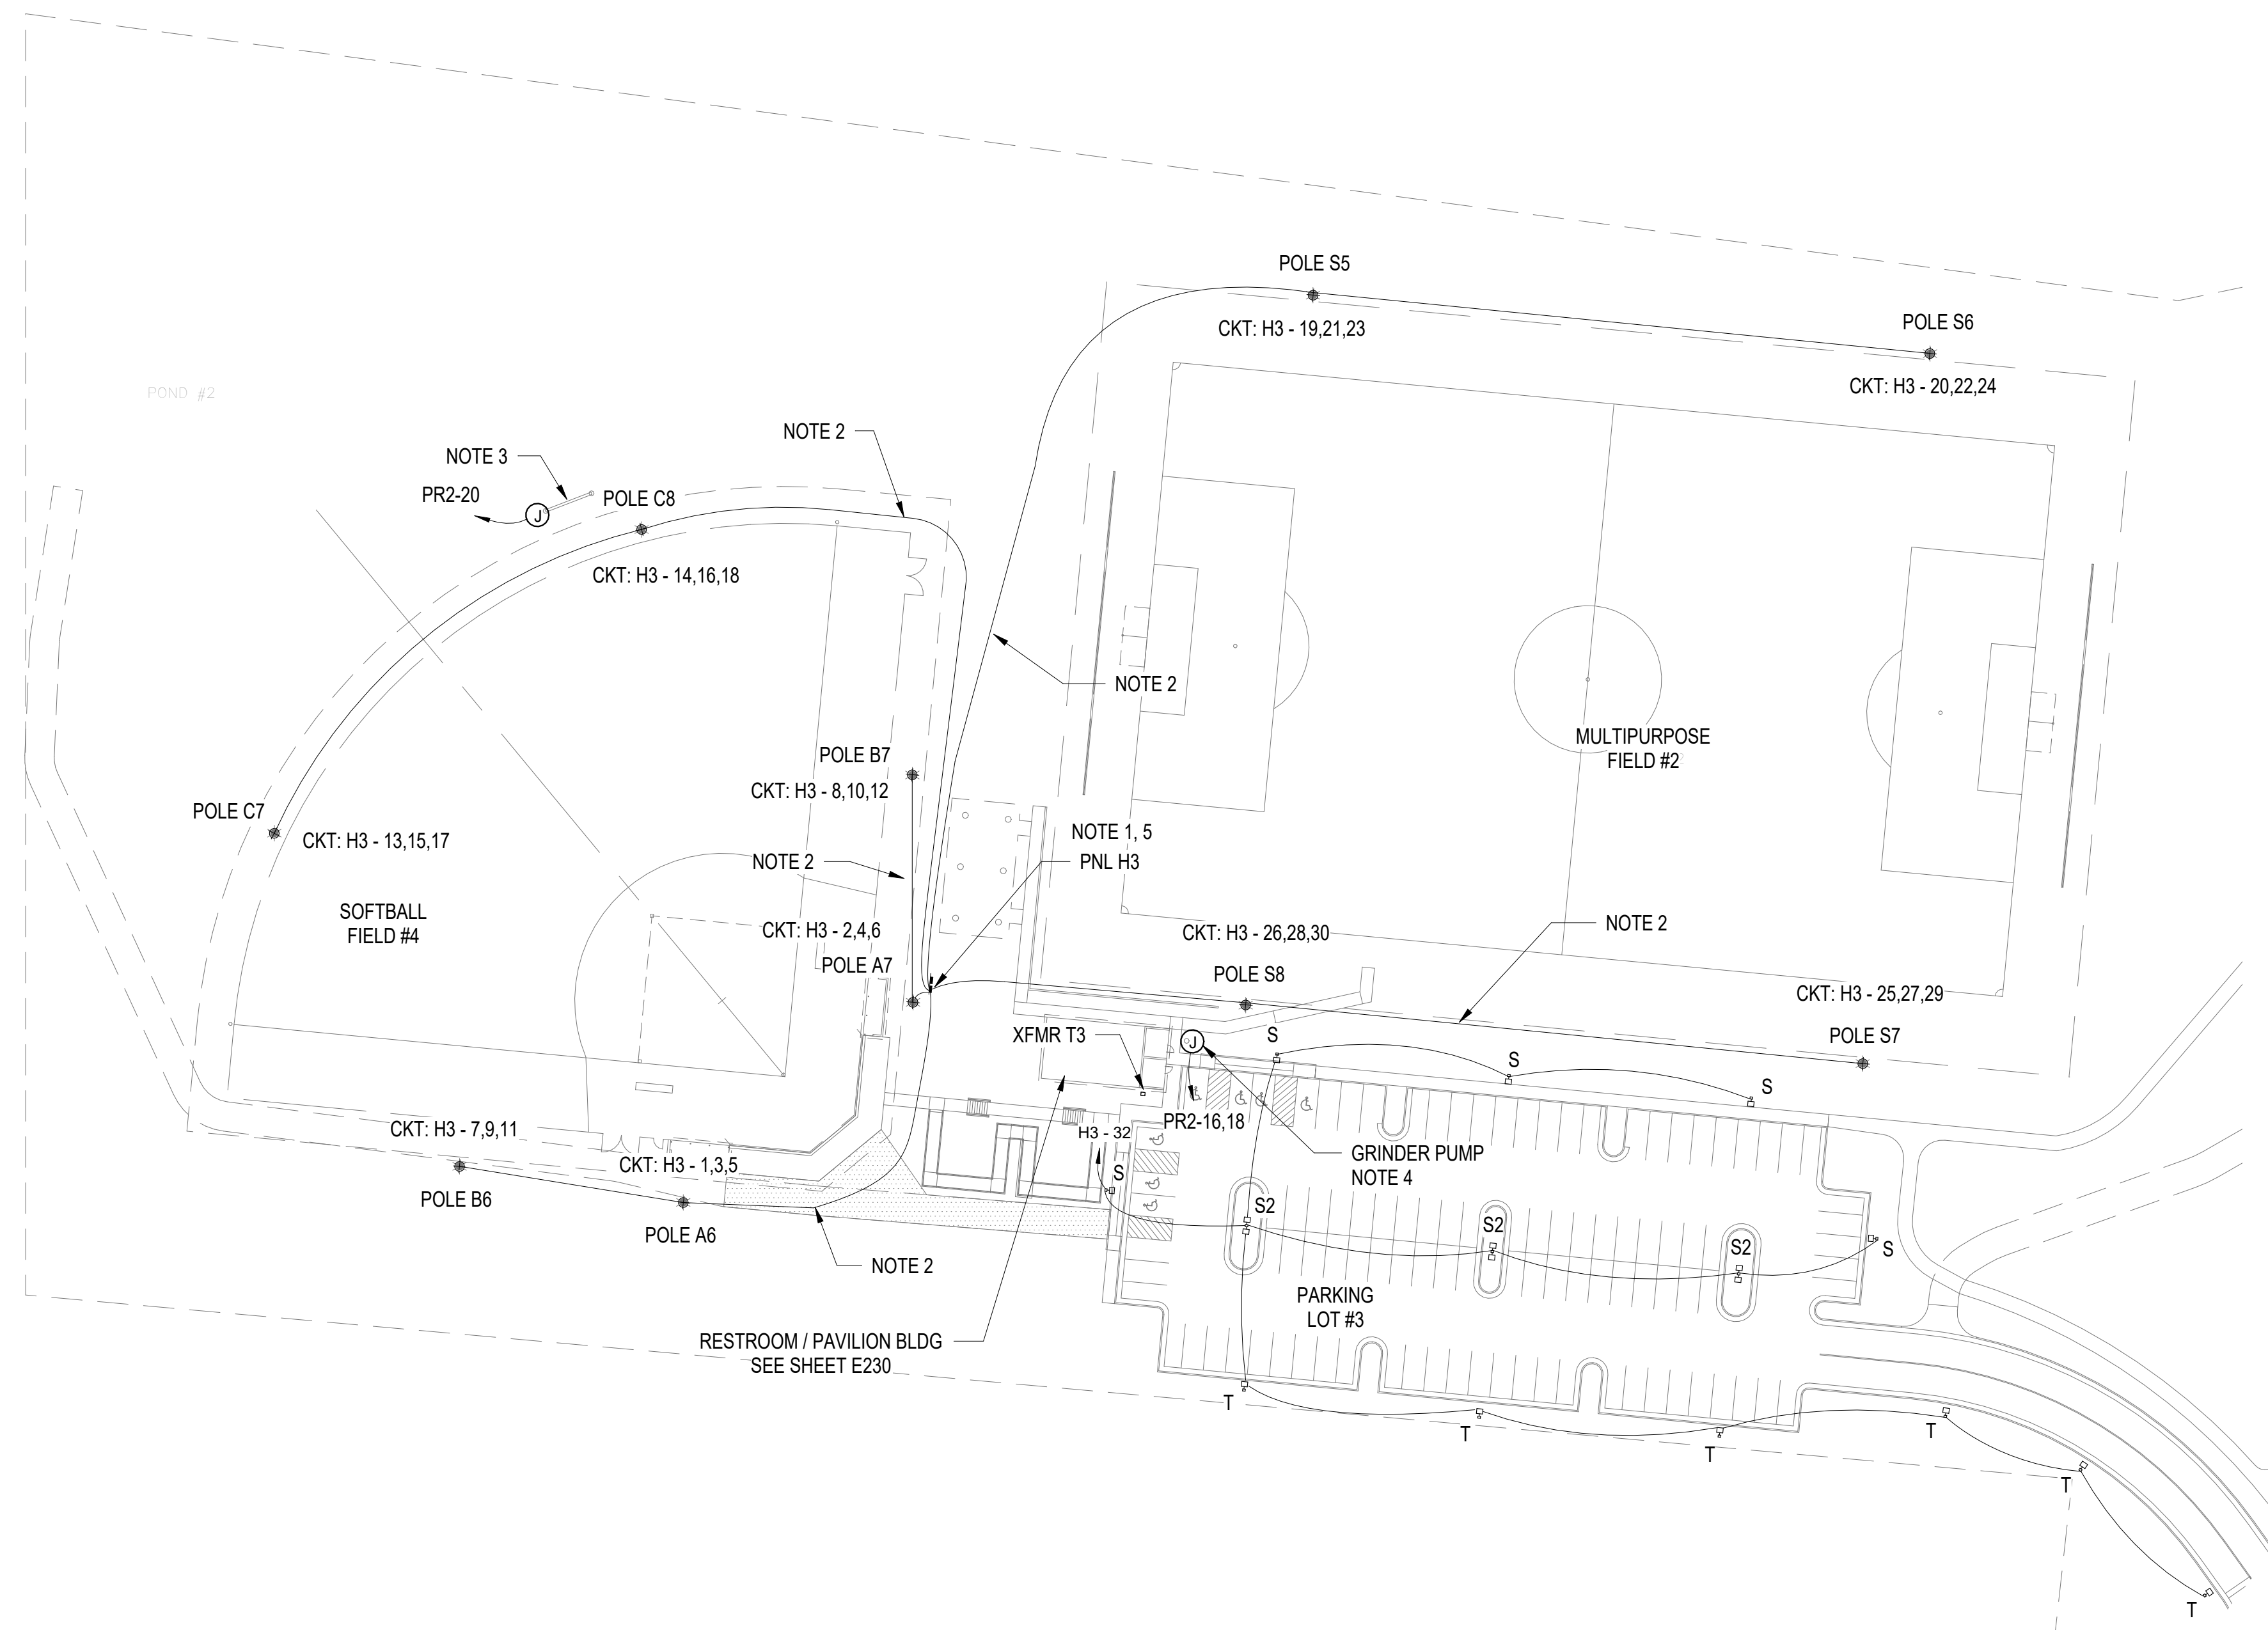 POLE S5
CKT: H3 - 19,21,23
POLE S6
CKT: H3 - 20,22,24
POND #2
NOTE 2
NOTE 3
PR2-20
J
POLE C8
CKT: H3 - 14,16,18
NOTE 2
MULTIPURPOSE
FIELD #2
POLE B7
CKT: H3 - 8,10,12
POLE C7
CKT: H3 - 13,15,17
NOTE 1, 5
PNL H3
NOTE 2
SOFTBALL
FIELD #4
CKT: H3 - 2,4,6
POLE A7
CKT: H3 - 26,28,30
POLE S8
NOTE 2
CKT: H3 - 25,27,29
POLE S7
XFMR T3
J
S
S
S
PR2-16,18
H3 - 32
S
GRINDER PUMP
NOTE 4
CKT: H3 - 7,9,11
CKT: H3 - 1,3,5
POLE B6
POLE A6
NOTE 2
S2
S2
S2
S
PARKING
LOT #3
RESTROOM / PAVILION BLDG
SEE SHEET E230
T
T
T
T
T
T